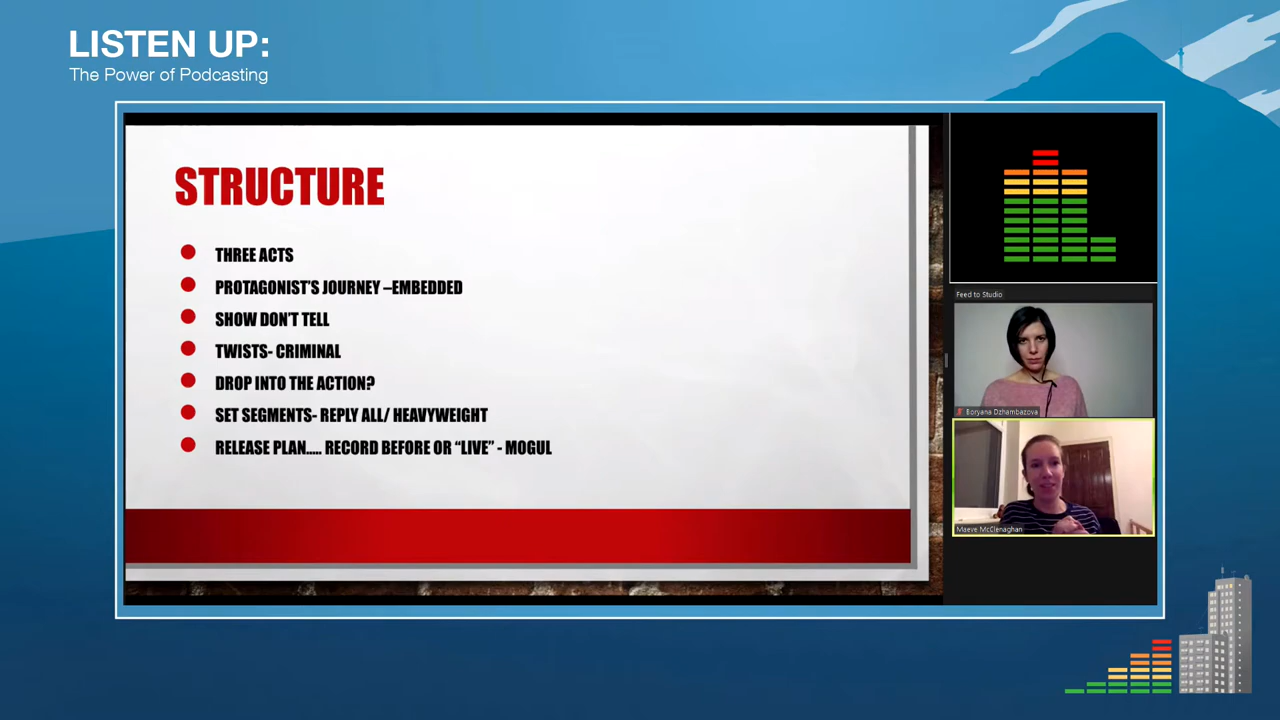 LISTEN UP:
The Power of Podcasting
STRUCTURE
THREE ACTS
PROTAGONIST'S JOURNEY –EMBEDDED
SHOW DON'T TELL
TWISTS- CRIMINAL
DROP INTO THE ACTION?
SET SEGMENTS- REPLY ALL/ HEAVYWEIGHT
RELEASE PLAN..... RECORD BEFORE OR “LIVE” - MOGUL
Feed to Studio
Boryana Dzhambazova
Maeve McClenaghan